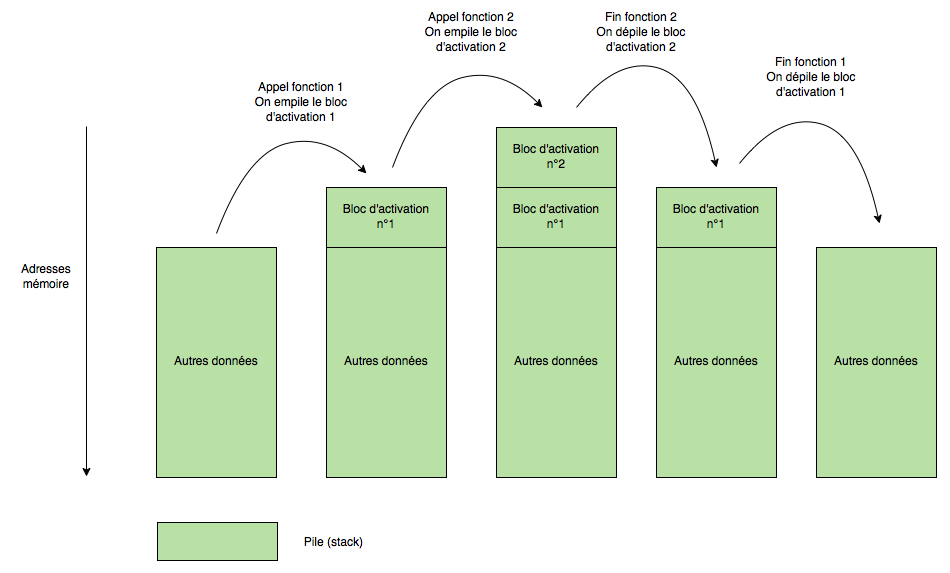 Appel fonction 1
On empile le bloc
d'activation 1
Appel fonction 2
On empile le bloc
d'activation 2
Fin fonction 2
On dépile le bloc
d'activation 2
Fin fonction 1
On dépile le bloc
d'activation 1
Adresses
mémoire
Autres données
Bloc d'activation
n°1
Autres données
Bloc d'activation
n°2
Bloc d'activation
n°1
Autres données
Bloc d'activation
n°1
Autres données
Autres données
Pile (stack)